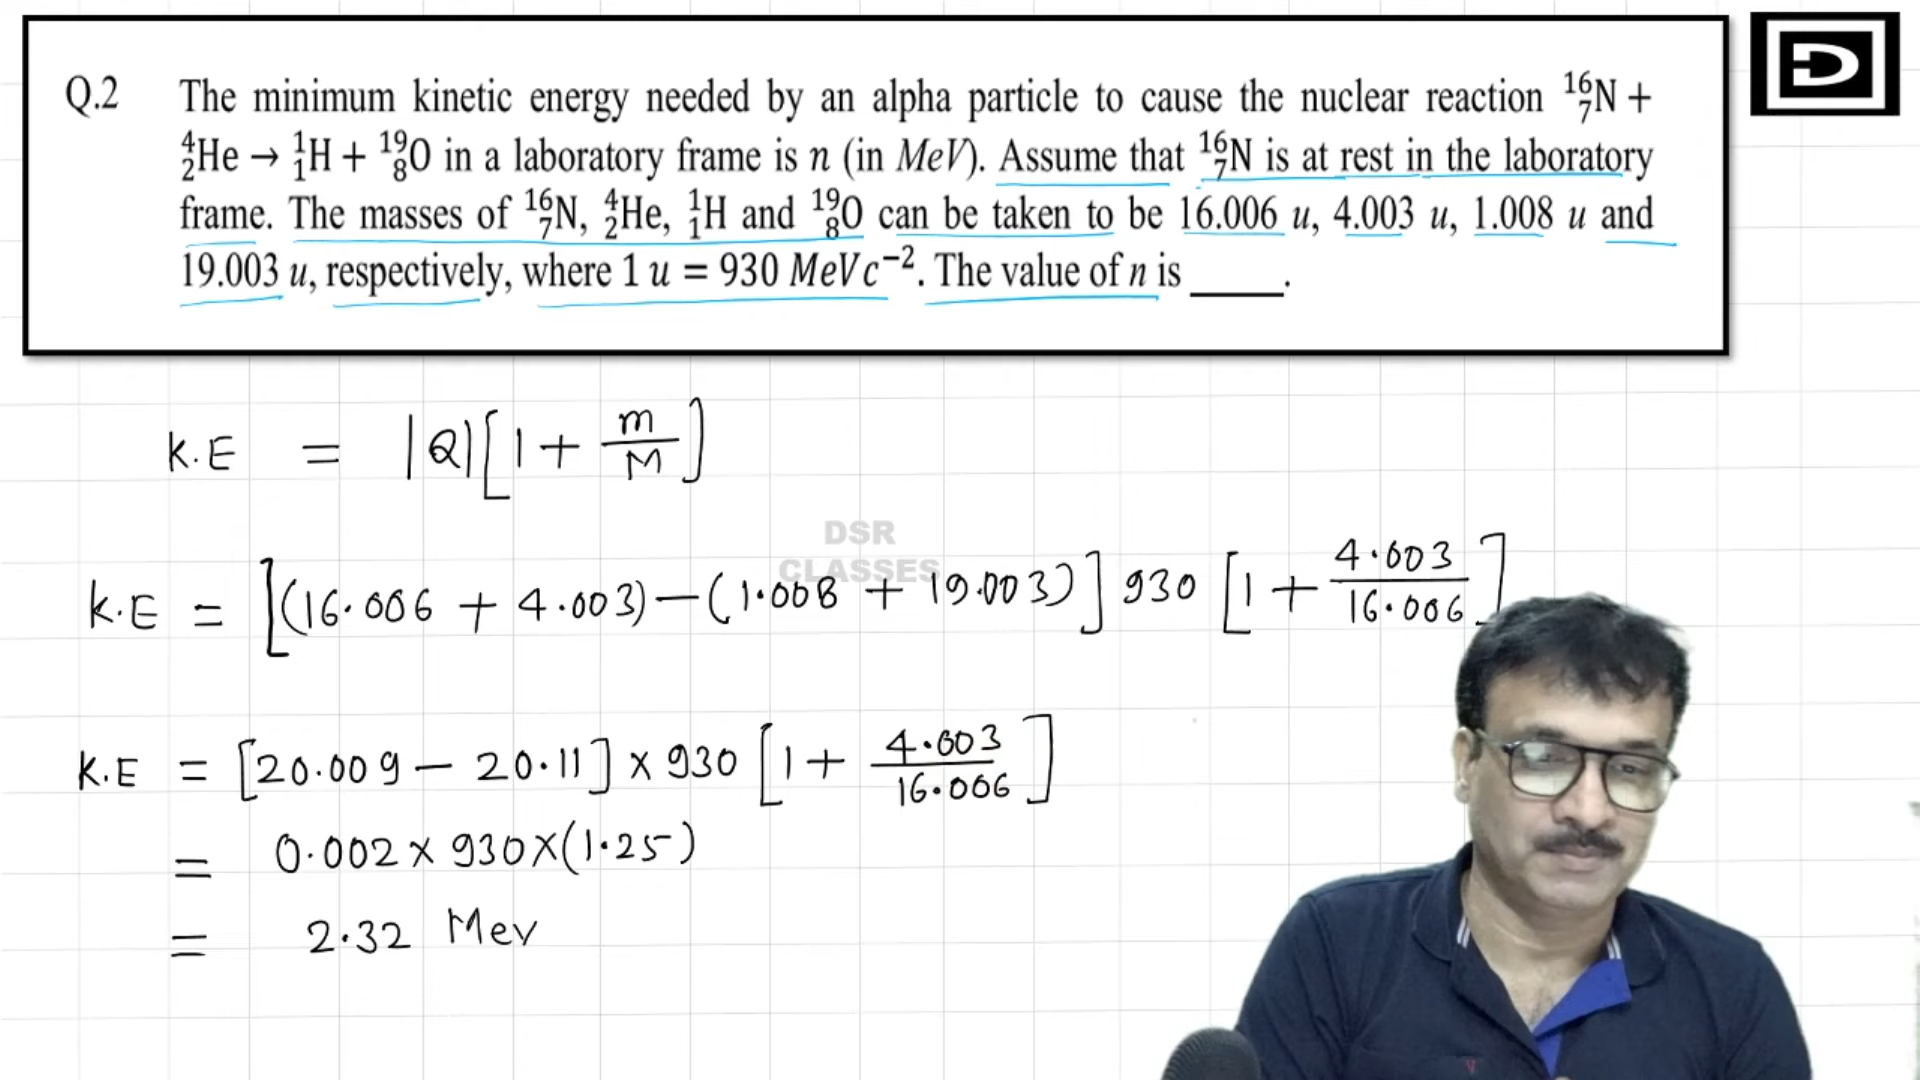 Q.2 The minimum kinetic energy needed by an alpha particle to cause the nuclear reaction ¹⁶₇N +
⁴₂He → ¹₁H + ¹⁹₈O in a laboratory frame is n (in MeV). Assume that ¹⁶₇N is at rest in the laboratory
frame. The masses of ¹⁶₇N, ⁴₂He, ¹₁H and ¹⁹₈O can be taken to be 16.006 u, 4.003 u, 1.008 u and
19.003 u, respectively, where 1 u = 930 MeVc⁻². The value of n is ______.
K.E = |Q|[1 + m/M]
DSR
CLASSES
K.E = [(16.006 + 4.003) − (1.008 + 19.003)] 930 [1 + 4.003/16.006]
K.E = [20.009 − 20.11] × 930 [1 + 4.003/16.006]
= 0.002 × 930 × (1.25)
= 2.32 Mev